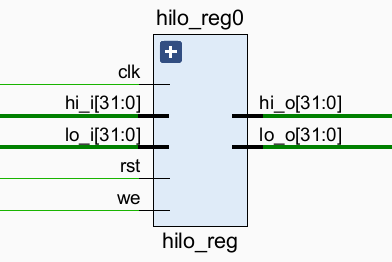 hilo_reg0
clk
hi_i[31:0]
hi_o[31:0]
lo_i[31:0]
lo_o[31:0]
rst
we
hilo_reg